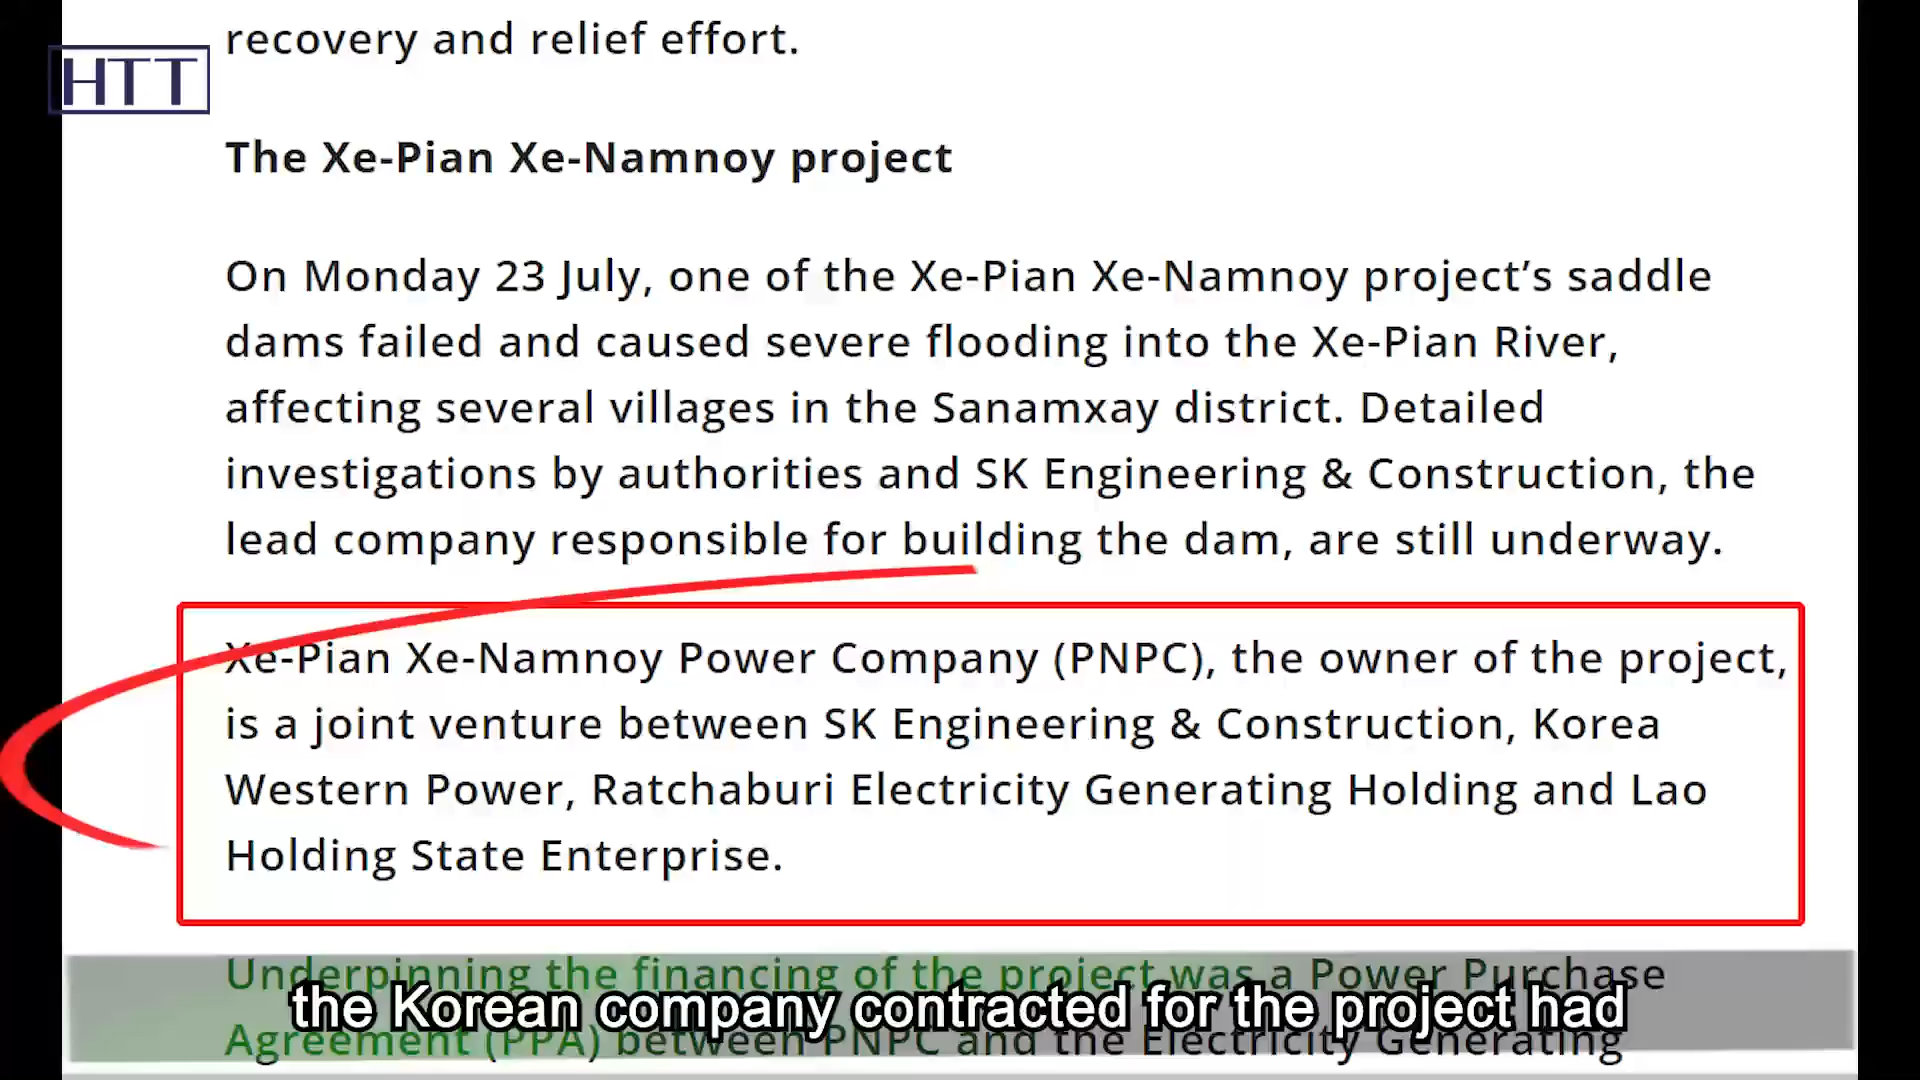 recovery and relief effort.
HTT
The Xe-Pian Xe-Namnoy project
On Monday 23 July, one of the Xe-Pian Xe-Namnoy project’s saddle
dams failed and caused severe flooding into the Xe-Pian River,
affecting several villages in the Sanamxay district. Detailed
investigations by authorities and SK Engineering & Construction, the
lead company responsible for building the dam, are still underway.
Xe-Pian Xe-Namnoy Power Company (PNPC), the owner of the project,
is a joint venture between SK Engineering & Construction, Korea
Western Power, Ratchaburi Electricity Generating Holding and Lao
Holding State Enterprise.
Underpinning the financing of the project was a Power Purchase
the Korean company contracted for the project had
Agreement (PPA) between PNPC and the Electricity Generating